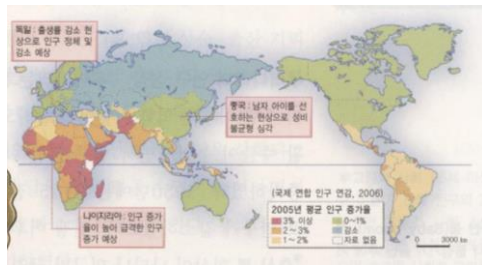 독일: 출생률 감소 현
상으로 인구 정체 및
감소 예상
중국: 남자 아이를 선
호하는 현상으로 성비
불균형 심각
나이지리아: 인구 증가
율이 높아 급격한 인구
증가 예상
(국제 연합 인구 연감, 2006)
2005년 평균 인구 증가율
3% 이상
0~1%
2~3%
감소
1~2%
자료 없음
0 3000 km